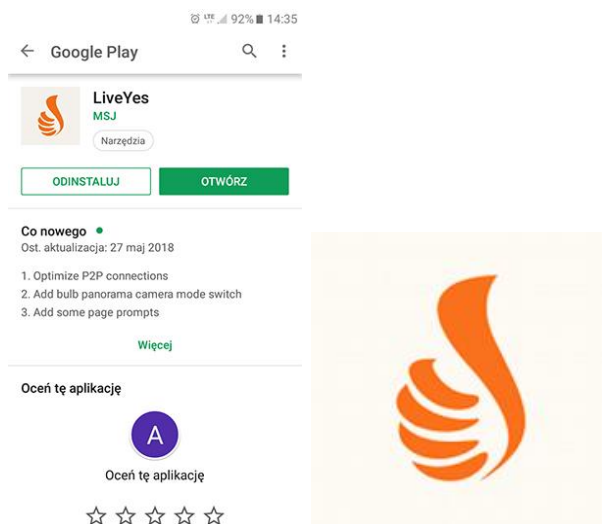 LTE 92% 14:35
Google Play
LiveYes
MSJ
Narzędzia
ODINSTALUJ OTWÓRZ
Co nowego
Ost. aktualizacja: 27 maj 2018
1. Optimize P2P connections
2. Add bulb panorama camera mode switch
3. Add some page prompts
Więcej
Oceń tę aplikację
A
Oceń tę aplikację